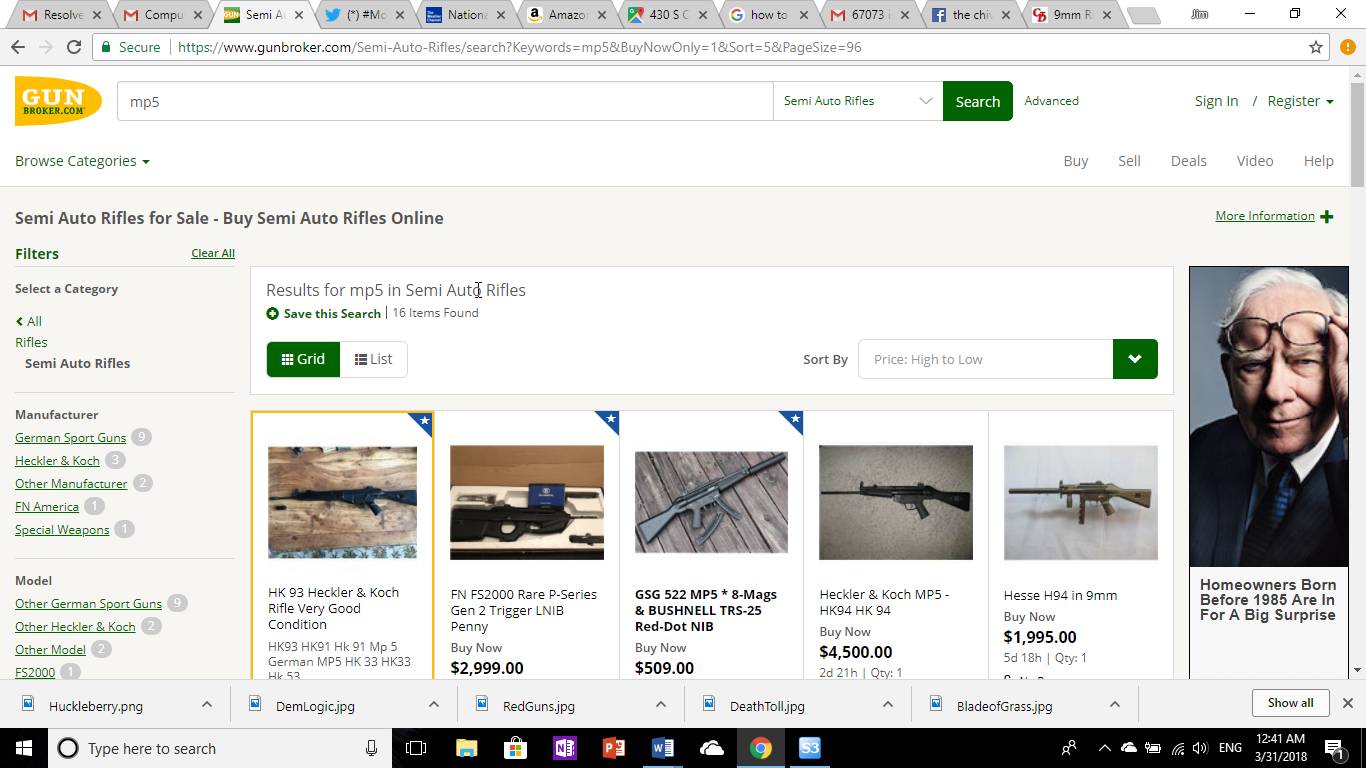 Resolve
Compu
Semi Au
(*) #Mo
Nationa
Amazo
430 S C
how to
67073
the chiv
9mm R
Jim
Secure
https://www.gunbroker.com/Semi-Auto-Rifles/search?Keywords=mp5&BuyNowOnly=1&Sort=5&PageSize=96
GUN
BROKER.COM
mp5
Semi Auto Rifles
Search
Advanced
Sign In / Register
Browse Categories
Buy Sell Deals Video Help
Semi Auto Rifles for Sale - Buy Semi Auto Rifles Online
More Information
Filters
Clear All
Select a Category
All
Rifles
Semi Auto Rifles
Manufacturer
German Sport Guns 9
Heckler & Koch 3
Other Manufacturer 2
FN America 1
Special Weapons 1
Model
Other German Sport Guns 9
Other Heckler & Koch 2
Other Model 2
FS2000 1
Results for mp5 in Semi Auto Rifles
Save this Search | 16 Items Found
Grid
List
Sort By
Price: High to Low
HK 93 Heckler & Koch
Rifle Very Good
Condition
HK93 HK91 Hk 91 Mp 5
German MP5 HK 33 HK33
Hk 53
FN FS2000 Rare P-Series
Gen 2 Trigger LNIB
Penny
Buy Now
$2,999.00
GSG 522 MP5 * 8-Mags
& BUSHNELL TRS-25
Red-Dot NIB
Buy Now
$509.00
Heckler & Koch MP5 -
HK94 HK 94
Buy Now
$4,500.00
2d 21h | Qty: 1
Hesse H94 in 9mm
Buy Now
$1,995.00
5d 18h | Qty: 1
Homeowners Born
Before 1985 Are In
For A Big Surprise
Huckleberry.png
DemLogic.jpg
RedGuns.jpg
DeathToll.jpg
BladeofGrass.jpg
Show all
Type here to search
ENG
12:41 AM
3/31/2018
1